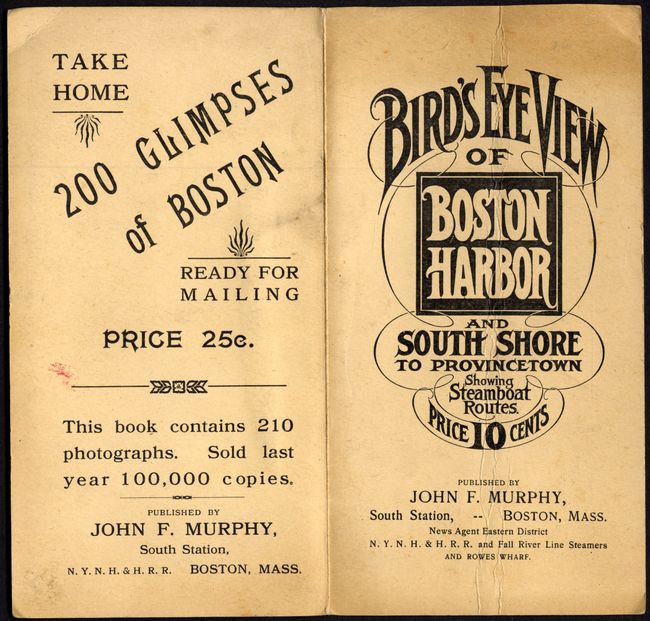 TAKE
HOME
200 GLIMPSES
of BOSTON
READY FOR
MAILING
PRICE 25c.
This book contains 210
photographs. Sold last
year 100,000 copies.
PUBLISHED BY
JOHN F. MURPHY,
South Station,
N. Y. N. H. & H. R. R. BOSTON, MASS.
BIRD'S EYE VIEW
OF
BOSTON
HARBOR
AND
SOUTH SHORE
TO PROVINCETOWN
Showing
Steamboat
Routes.
PRICE 10 CENTS
PUBLISHED BY
JOHN F. MURPHY,
South Station, -- BOSTON, MASS.
News Agent Eastern District
N. Y. N. H. & H. R. R. and Fall River Line Steamers
AND ROWES WHARF.